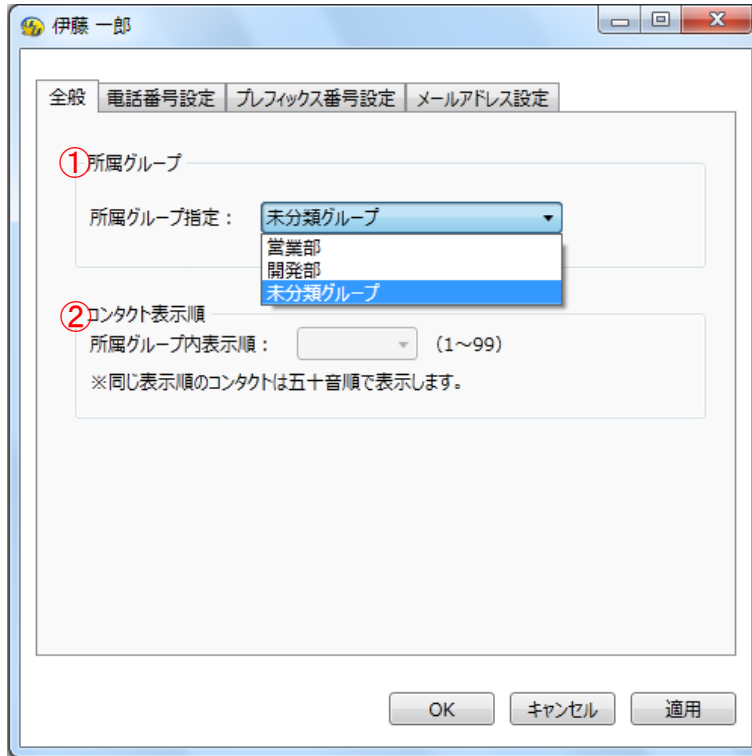 伊藤 一郎
全般 電話番号設定 プレフィックス番号設定 メールアドレス設定
①所属グループ
所属グループ指定： 未分類グループ
営業部
開発部
未分類グループ
②コンタクト表示順
所属グループ内表示順： (1～99)
※同じ表示順のコンタクトは五十音順で表示します。
OK キャンセル 適用